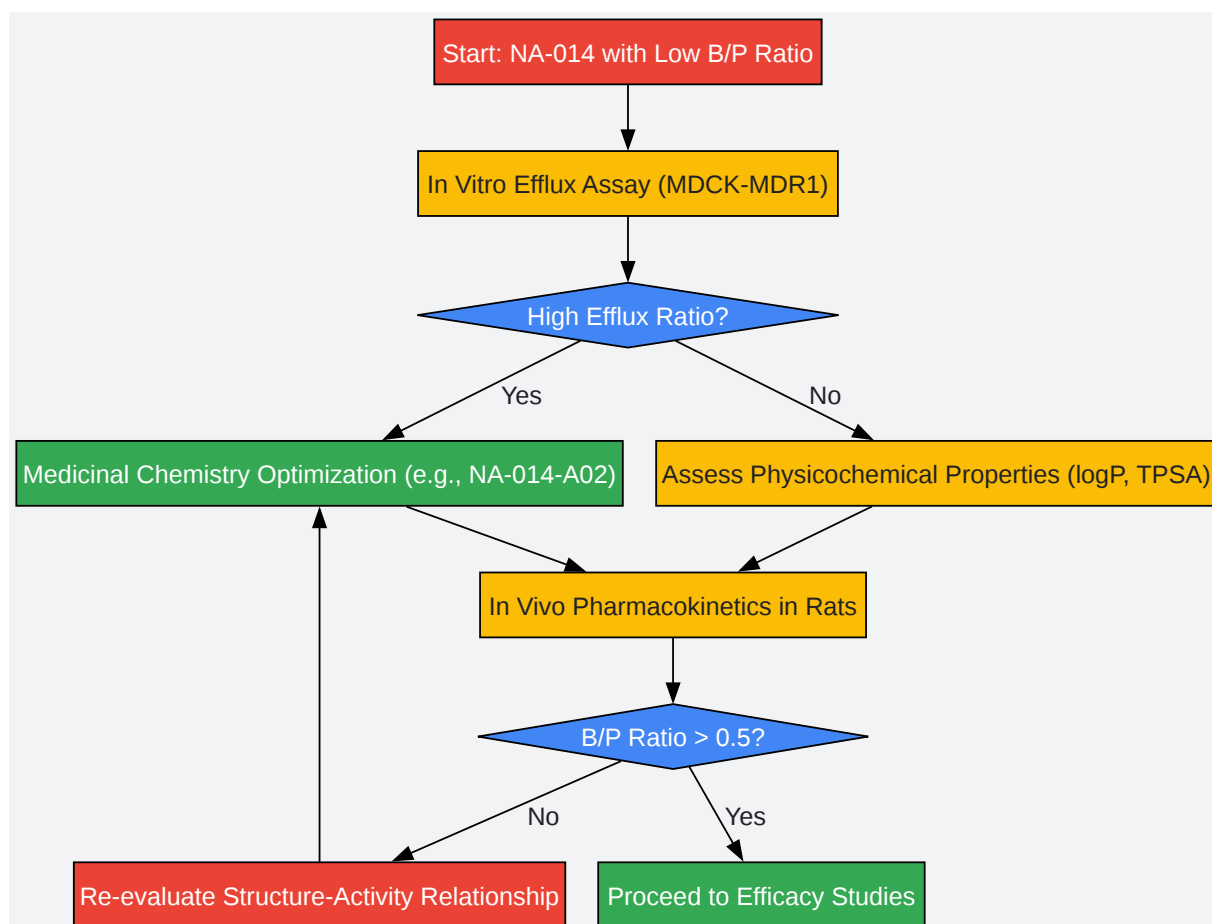 Start: NA-014 with Low B/P Ratio
In Vitro Efflux Assay (MDCK-MDR1)
High Efflux Ratio?
Yes
No
Medicinal Chemistry Optimization (e.g., NA-014-A02)
Assess Physicochemical Properties (logP, TPSA)
In Vivo Pharmacokinetics in Rats
B/P Ratio > 0.5?
No
Yes
Re-evaluate Structure-Activity Relationship
Proceed to Efficacy Studies